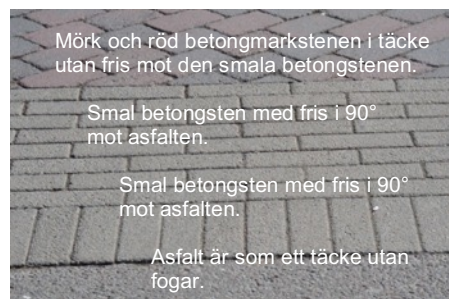 Mörk och röd betongmarkstenen i täcke
utan fris mot den smala betongstenen.
Smal betongsten med fris i 90°
mot asfalten.
Smal betongsten med fris i 90°
mot asfalten.
Asfalt är som ett täcke utan
fogar.